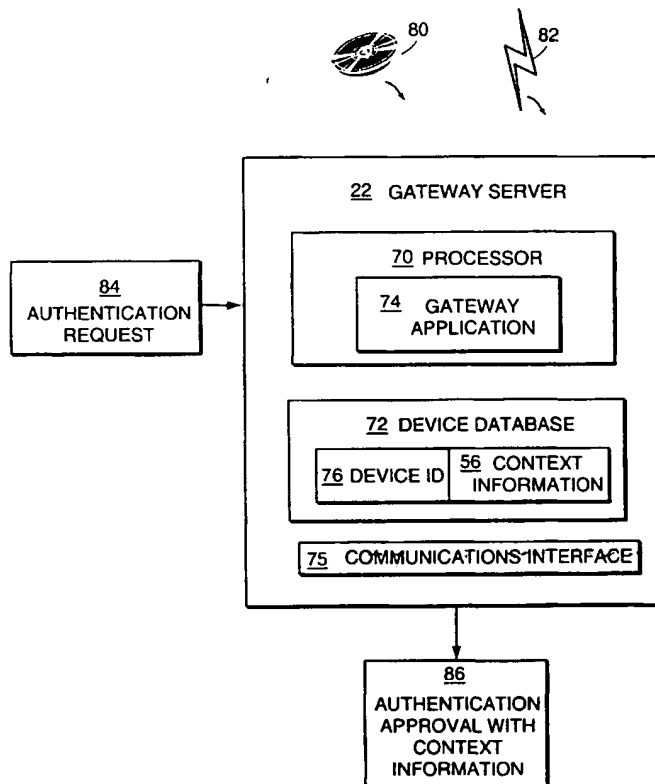 80
82
22 GATEWAY SERVER
70 PROCESSOR
74 GATEWAY
APPLICATION
84
AUTHENTICATION
REQUEST
72 DEVICE DATABASE
76 DEVICE ID
56 CONTEXT
INFORMATION
75 COMMUNICATIONS INTERFACE
86
AUTHENTICATION
APPROVAL WITH
CONTEXT
INFORMATION